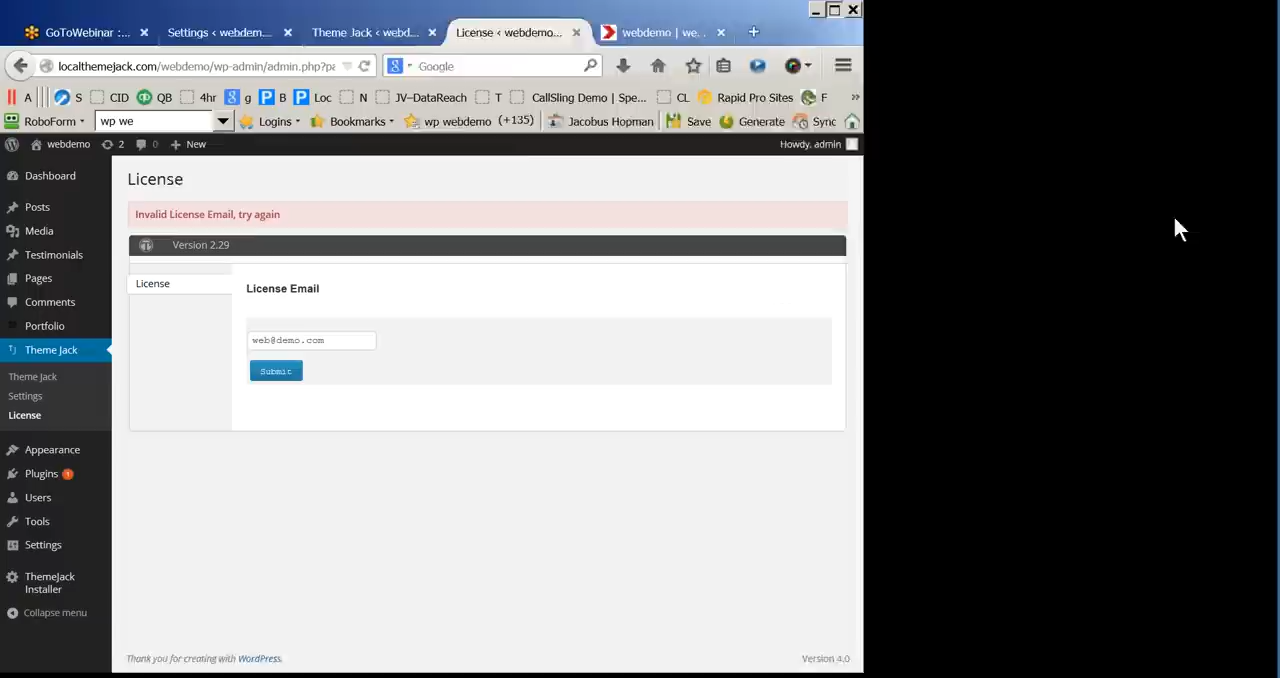 GoToWebinar :... Settings ‹ webdem... Theme Jack ‹ webd... License ‹ webdemo... webdemo | we...
localthemejack.com/webdemo/wp-admin/admin.php?pa Google
A S CID QB 4hr g B Loc N JV--DataReach T CallSling Demo | Spe... CL Rapid Pro Sites F »
RoboForm wp we Logins Bookmarks wp webdemo (+135) Jacobus Hopman Save Generate Sync
webdemo 2 0 New Howdy, admin
Dashboard
Posts
Media
Testimonials
Pages
Comments
Portfolio
Theme Jack
Theme Jack
Settings
License
Appearance
Plugins 1
Users
Tools
Settings
ThemeJack
Installer
Collapse menu
License
Invalid License Email, try again
Version 2.29
License
License Email
web@demo.com
Submit
Thank you for creating with WordPress.
Version 4.0